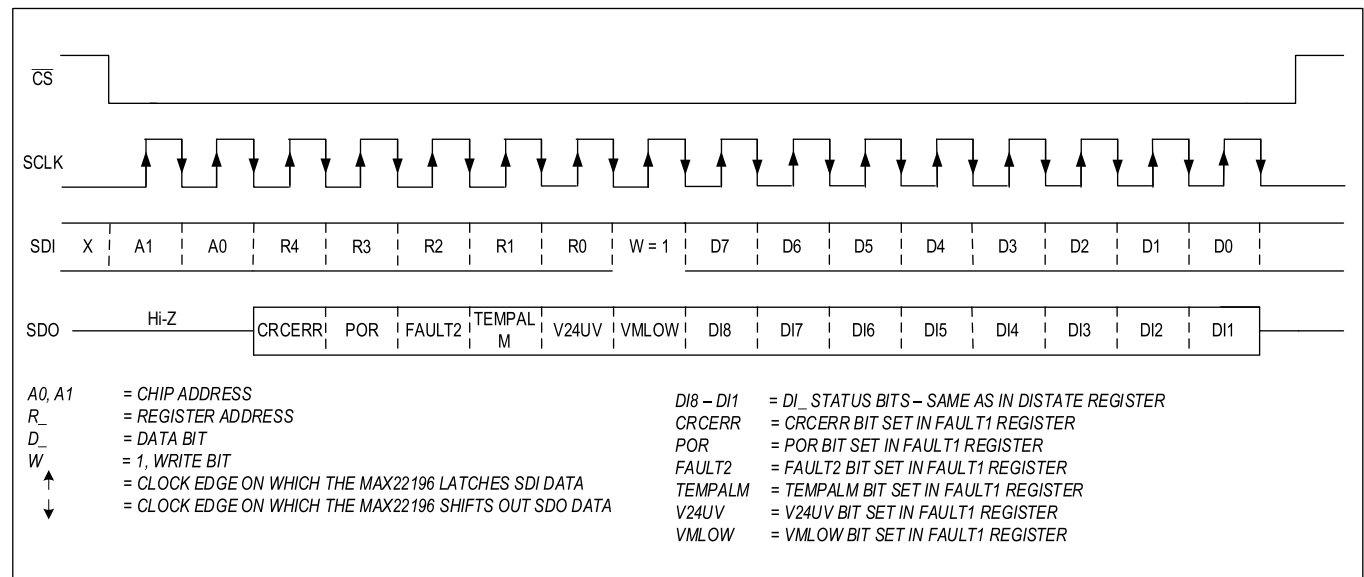 CS
SCLK
SDI X A1 A0 R4 R3 R2 R1 R0 W = 1 D7 D6 D5 D4 D3 D2 D1 D0
SDO Hi-Z CRCERR POR FAULT2 TEMPAL
M V24UV VMLOW DI8 DI7 DI6 DI5 DI4 DI3 DI2 DI1
A0, A1 = CHIP ADDRESS
R_ = REGISTER ADDRESS
D_ = DATA BIT
W = 1, WRITE BIT
↑ = CLOCK EDGE ON WHICH THE MAX22196 LATCHES SDI DATA
↓ = CLOCK EDGE ON WHICH THE MAX22196 SHIFTS OUT SDO DATA
DI8 – DI1 = DI_ STATUS BITS – SAME AS IN DISTATE REGISTER
CRCERR = CRCERR BIT SET IN FAULT1 REGISTER
POR = POR BIT SET IN FAULT1 REGISTER
FAULT2 = FAULT2 BIT SET IN FAULT1 REGISTER
TEMPALM = TEMPALM BIT SET IN FAULT1 REGISTER
V24UV = V24UV BIT SET IN FAULT1 REGISTER
VMLOW = VMLOW BIT SET IN FAULT1 REGISTER